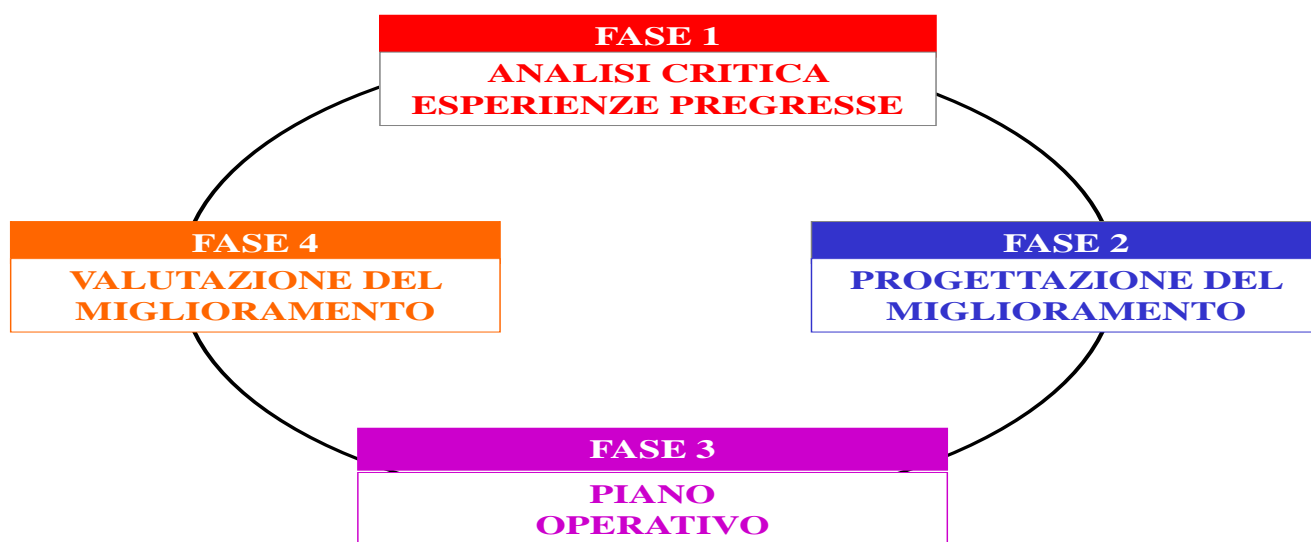 FASE 1
ANALISI CRITICA
ESPERIENZE PREGRESSE
FASE 4
VALUTAZIONE DEL
MIGLIORAMENTO
FASE 2
PROGETTAZIONE DEL
MIGLIORAMENTO
FASE 3
PIANO
OPERATIVO